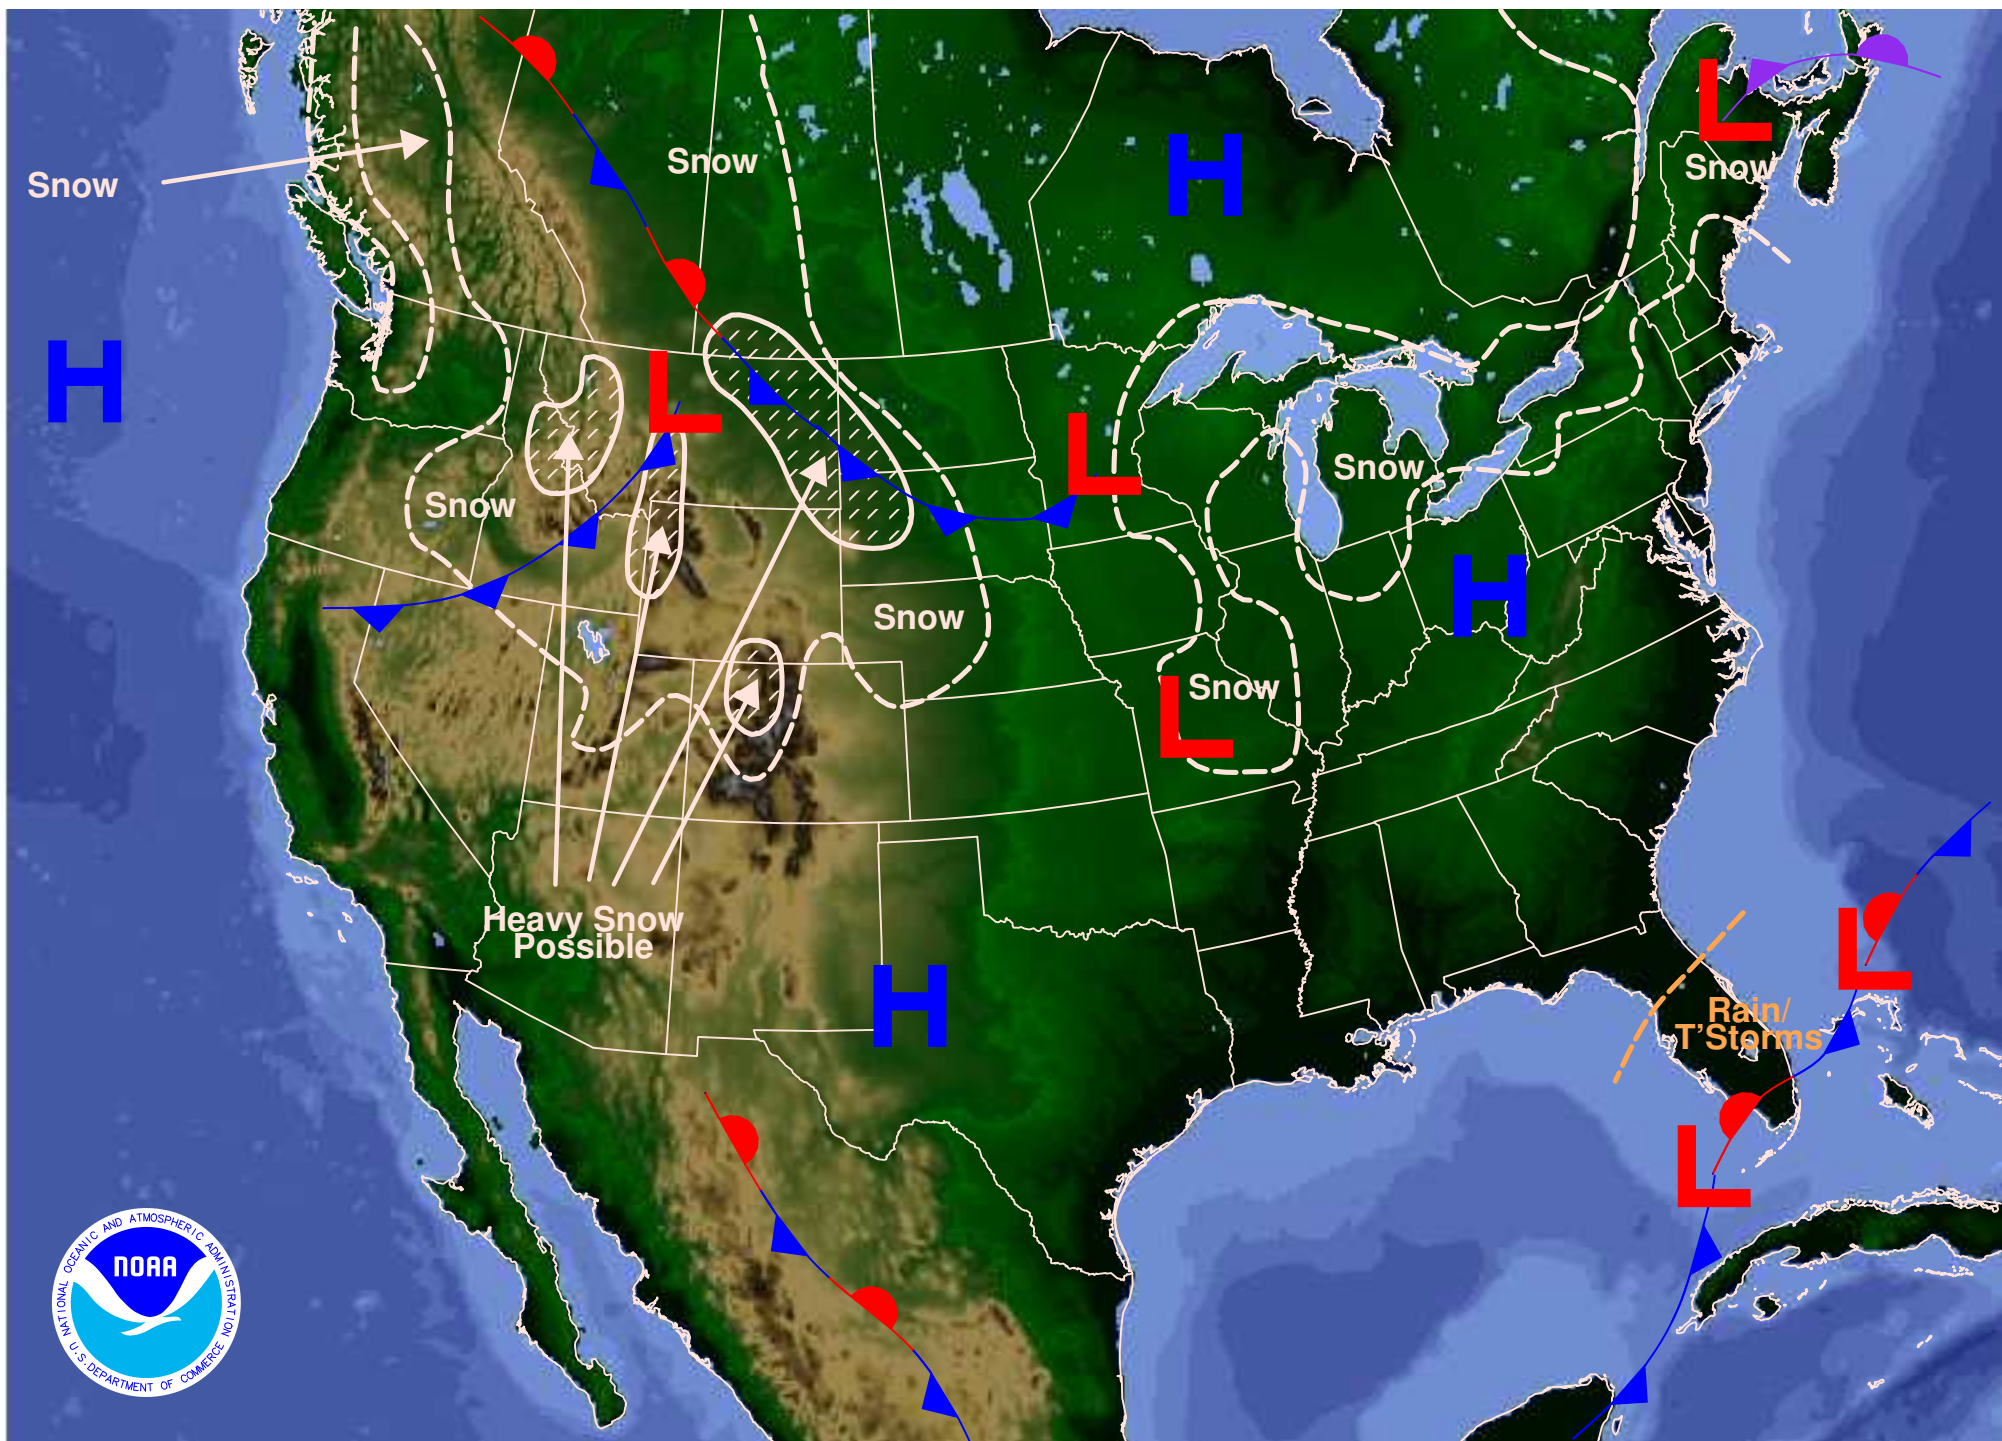 H
Snow
Snow
L
Snow
H
L
L
Snow
Snow
H
Snow
L
Snow
Heavy Snow
Possible
H
L
Rain/
T'Storms
L
NOAA
NATIONAL OCEANIC AND ATMOSPHERIC ADMINISTRATION
U.S. DEPARTMENT OF COMMERCE
Snow
H